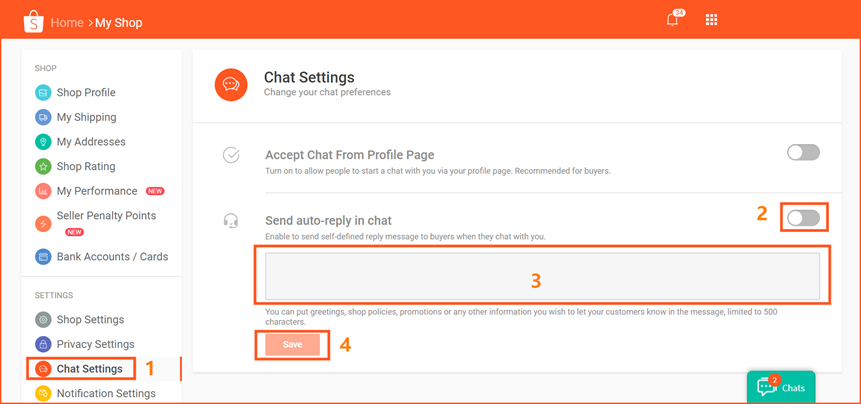 S
Home > My Shop
34
SHOP
Shop Profile
My Shipping
My Addresses
Shop Rating
My Performance NEW
Seller Penalty Points
NEW
Bank Accounts / Cards
SETTINGS
Shop Settings
Privacy Settings
Chat Settings 1
Notification Settings
Chat Settings
Change your chat preferences
Accept Chat From Profile Page
Turn on to allow people to start a chat with you via your profile page. Recommended for buyers.
Send auto-reply in chat
2
Enable to send self-defined reply message to buyers when they chat with you.
3
You can put greetings, shop policies, promotions or any other information you wish to let your customers know in the message, limited to 500
characters.
Save 4
2
Chats